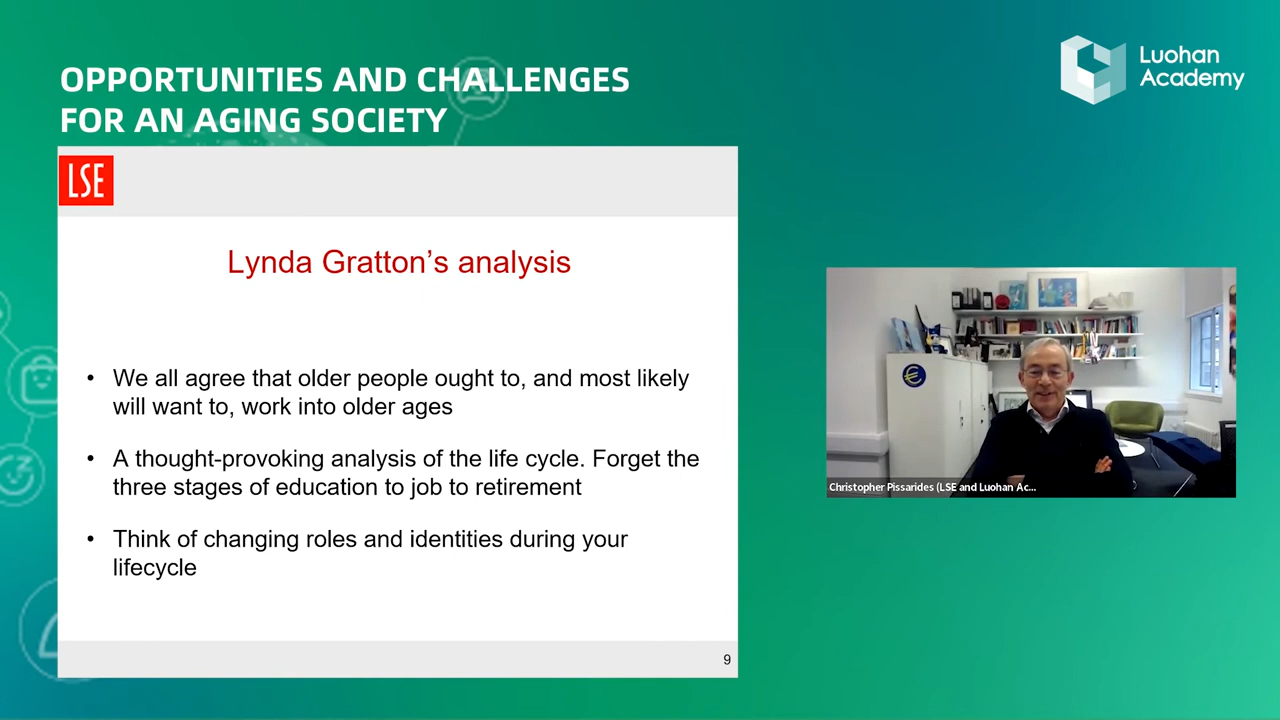 OPPORTUNITIES AND CHALLENGES
FOR AN AGING SOCIETY
Luohan
Academy
LSE
Lynda Gratton’s analysis
• We all agree that older people ought to, and most likely
will want to, work into older ages
• A thought-provoking analysis of the life cycle. Forget the
three stages of education to job to retirement
• Think of changing roles and identities during your
lifecycle
9
Christopher Pissarides (LSE and Luohan Ac...